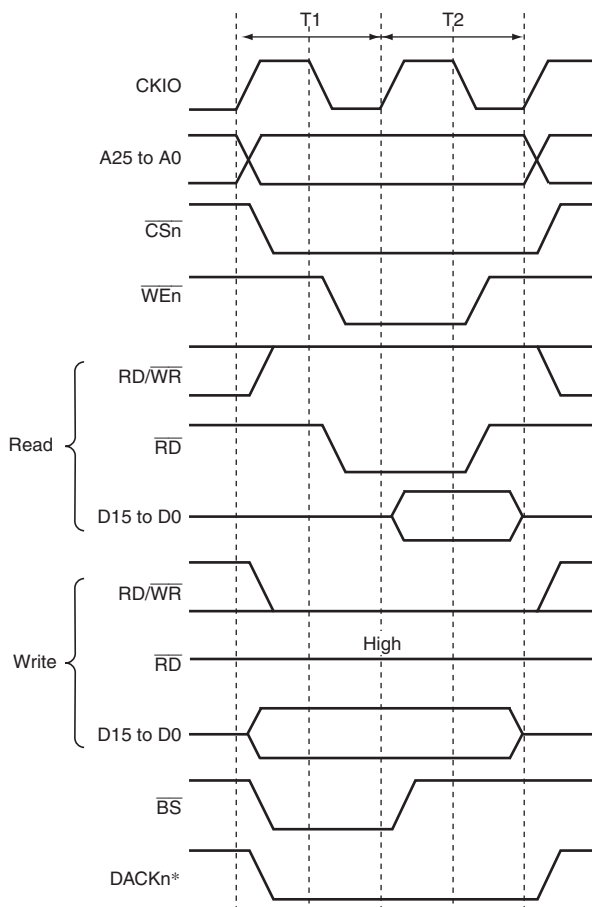 T1 T2
CKIO
A25 to A0
CSn
WEn
RD/WR
Read
RD
D15 to D0
RD/WR
High
Write
RD
D15 to D0
BS
DACKn*